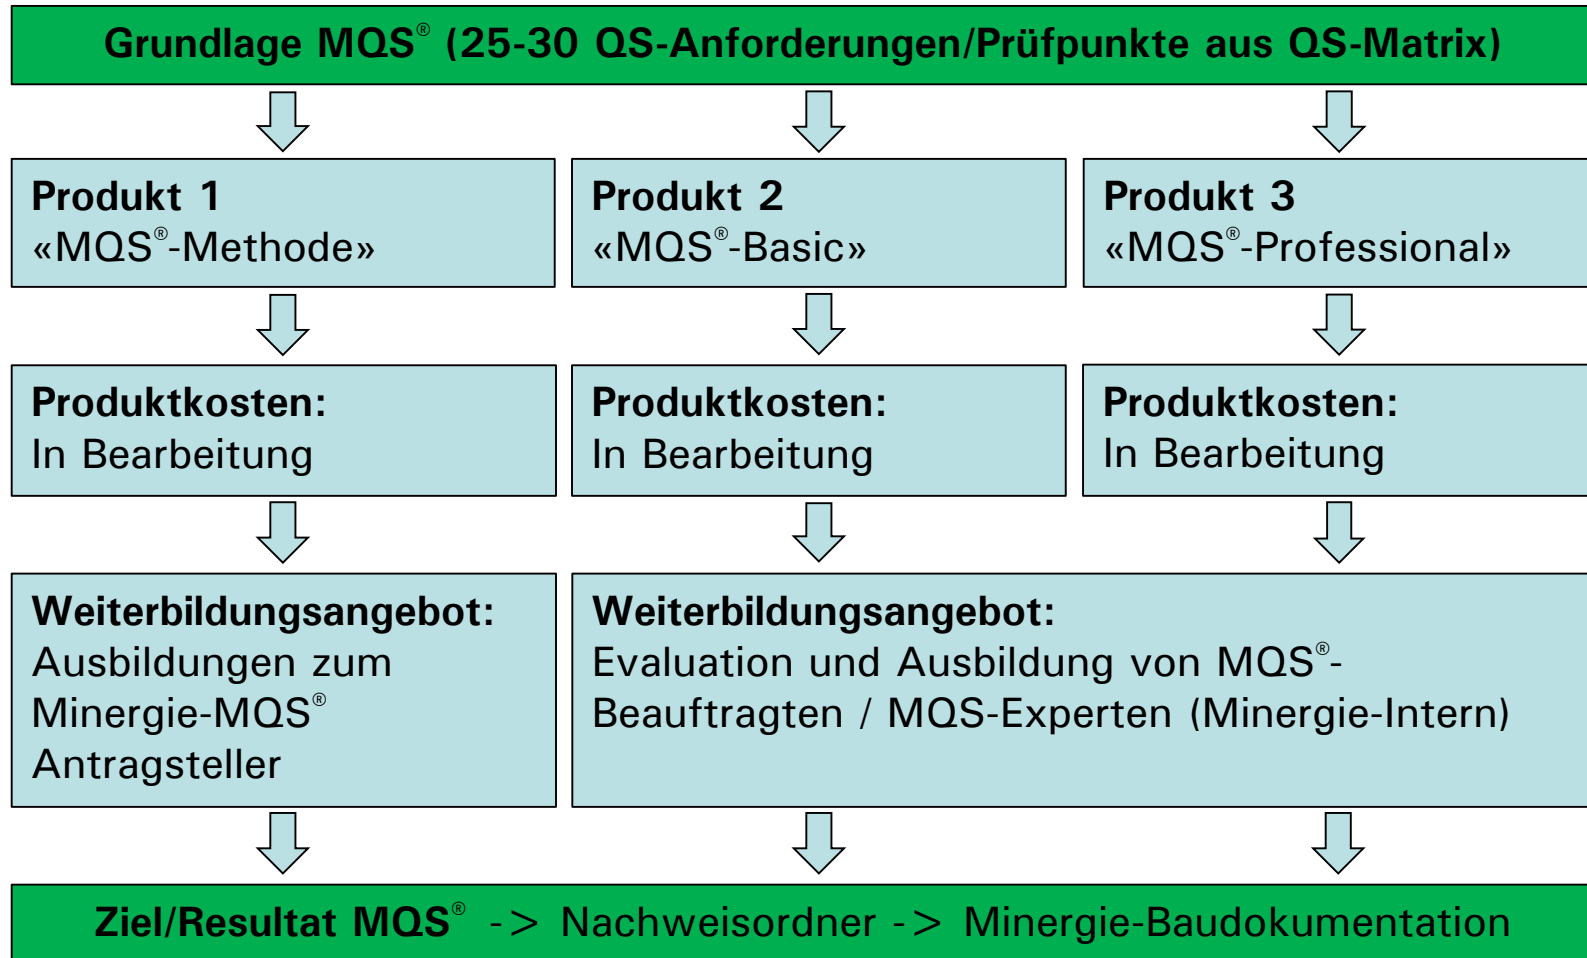 Grundlage MQS® (25-30 QS-Anforderungen/Prüfpunkte aus QS-Matrix)
Produkt 1
«MQS®-Methode»
Produkt 2
«MQS®-Basic»
Produkt 3
«MQS®-Professional»
Produktkosten:
In Bearbeitung
Produktkosten:
In Bearbeitung
Produktkosten:
In Bearbeitung
Weiterbildungsangebot:
Ausbildungen zum
Minergie-MQS®
Antragsteller
Weiterbildungsangebot:
Evaluation und Ausbildung von MQS®-
Beauftragten / MQS-Experten (Minergie-Intern)
Ziel/Resultat MQS® -> Nachweisordner -> Minergie-Baudokumentation